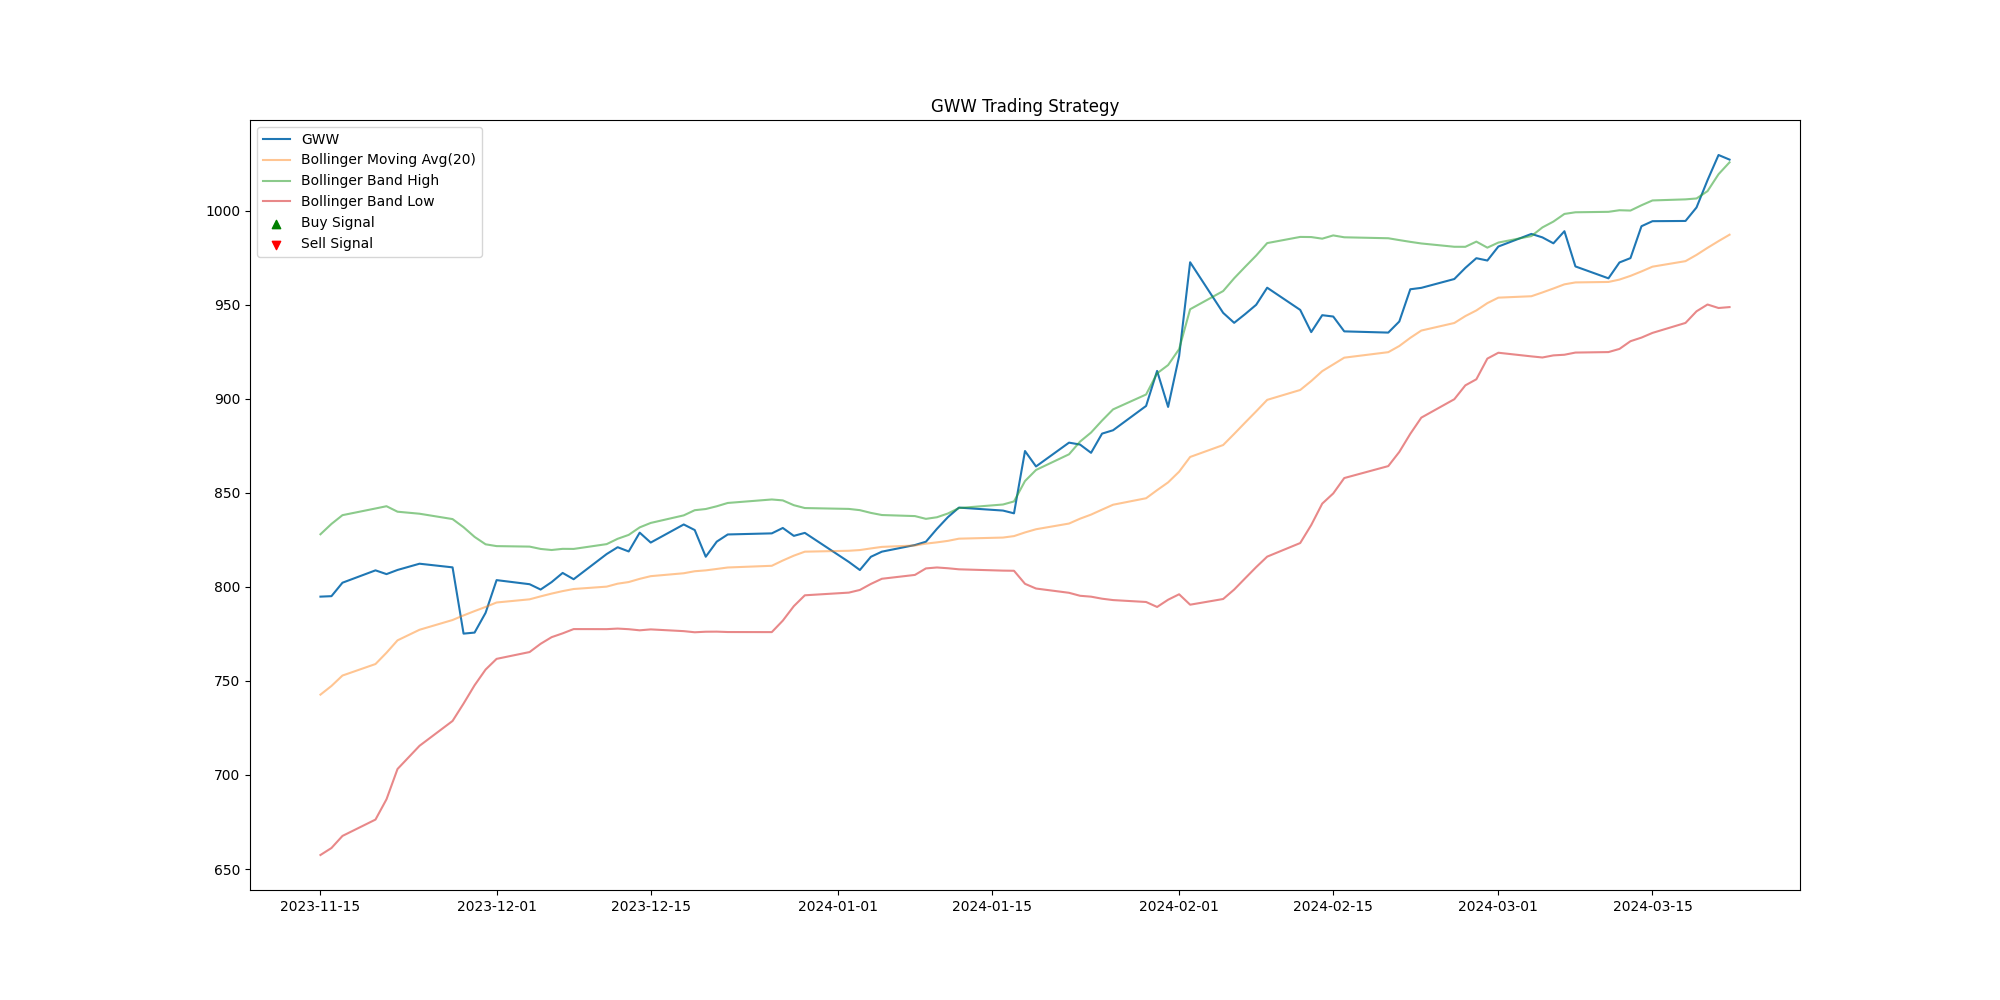 GWW Trading Strategy
GWW
Bollinger Moving Avg(20)
Bollinger Band High
Bollinger Band Low
Buy Signal
Sell Signal
1000
950
900
850
800
750
700
650
2023-11-15 2023-12-01 2023-12-15 2024-01-01 2024-01-15 2024-02-01 2024-02-15 2024-03-01 2024-03-15